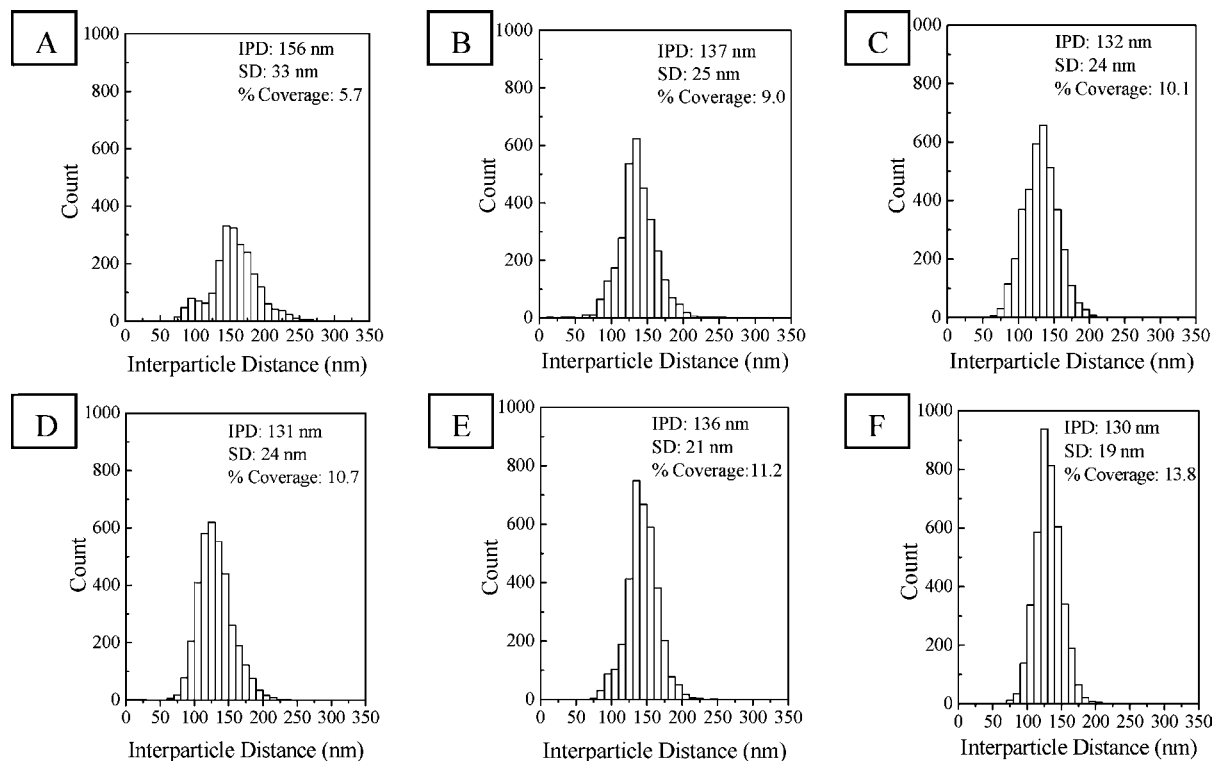 A
1000
800
600
400
200
0
Count
IPD: 156 nm
SD: 33 nm
% Coverage: 5.7
0 50 100 150 200 250 300 350
Interparticle Distance (nm)
B
1000
800
600
400
200
0
Count
IPD: 137 nm
SD: 25 nm
% Coverage: 9.0
0 50 100 150 200 250 300 350
Interparticle Distance (nm)
C
1000
800
600
400
200
0
Count
IPD: 132 nm
SD: 24 nm
% Coverage: 10.1
0 50 100 150 200 250 300 350
Interparticle Distance (nm)
D
1000
800
600
400
200
0
Count
IPD: 131 nm
SD: 24 nm
% Coverage: 10.7
0 50 100 150 200 250 300 350
Interparticle Distance (nm)
E
1000
800
600
400
200
0
Count
IPD: 136 nm
SD: 21 nm
% Coverage:11.2
0 50 100 150 200 250 300 350
Interparticle Distance (nm)
F
1000
800
600
400
200
0
Count
IPD: 130 nm
SD: 19 nm
% Coverage: 13.8
0 50 100 150 200 250 300 350
Interparticle Distance (nm)